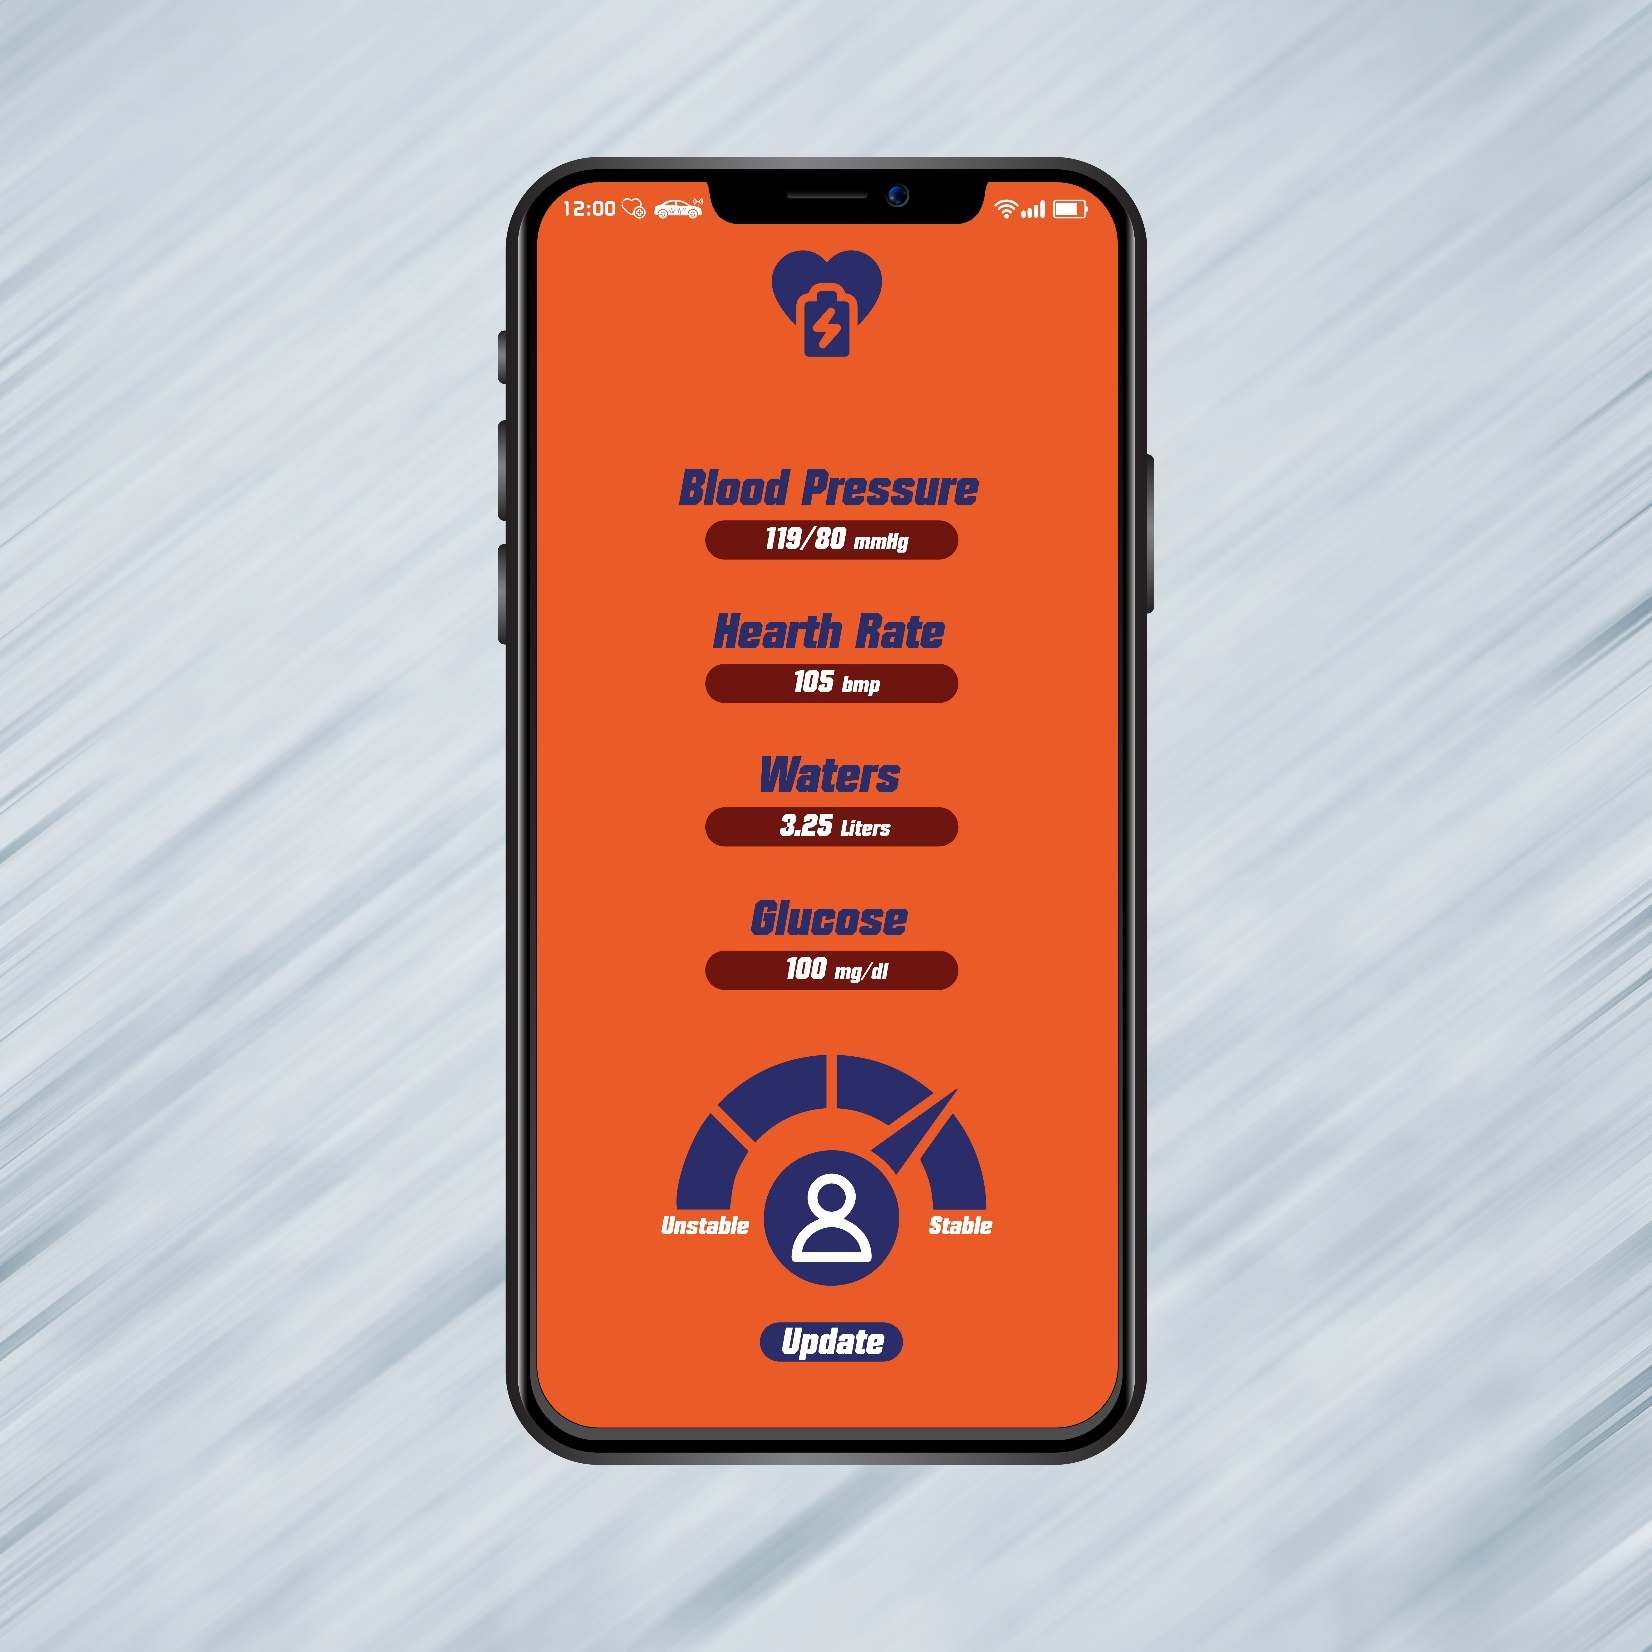 12:00
Blood Pressure
119/80 mmHg
Hearth Rate
105 bmp
Waters
3.25 Liters
Glucose
100 mg/dl
Unstable Stable
Update